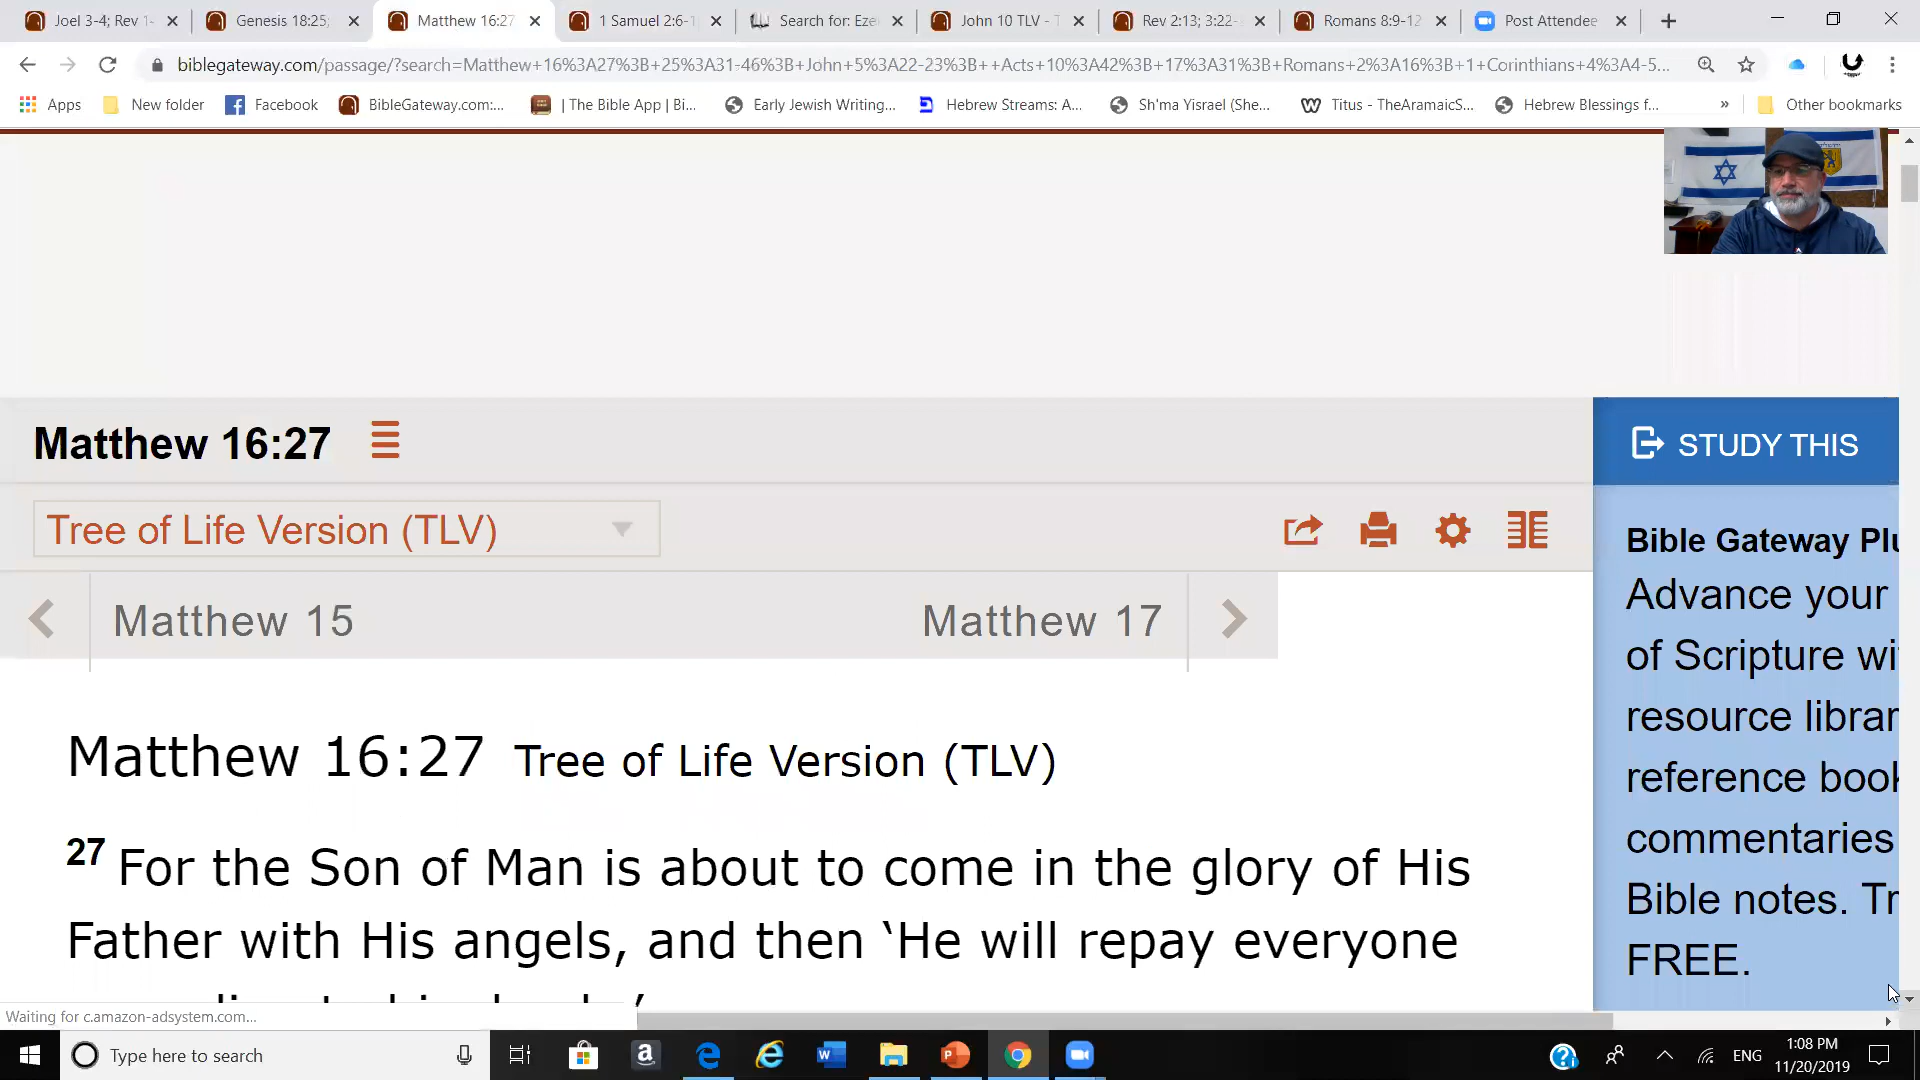 Joel 3-4; Rev 1-
Genesis 18:25;
Matthew 16:27
1 Samuel 2:6-1
Search for: Eze
John 10 TLV - T
Rev 2:13; 3:22-
Romans 8:9-12
Post Attendee
biblegateway.com/passage/?search=Matthew+16%3A27%3B+25%3A31-46%3B+John+5%3A22-23%3B++Acts+10%3A42%3B+17%3A31%3B+Romans+2%3A16%3B+1+Corinthians+4%3A4-5...
Apps
New folder
Facebook
BibleGateway.com:...
| The Bible App | Bi...
Early Jewish Writing...
Hebrew Streams: A...
Sh'ma Yisrael (She...
Titus - TheAramaicS...
Hebrew Blessings f...
»
Other bookmarks
Matthew 16:27
STUDY THIS
Tree of Life Version (TLV)
Matthew 15
Matthew 17
Bible Gateway Plu
Advance your
of Scripture wi
resource librar
reference book
commentaries
Bible notes. Tr
FREE.
Matthew 16:27 Tree of Life Version (TLV)
27 For the Son of Man is about to come in the glory of His
Father with His angels, and then ‘He will repay everyone
Waiting for c.amazon-adsystem.com...
Type here to search
ENG
1:08 PM
11/20/2019